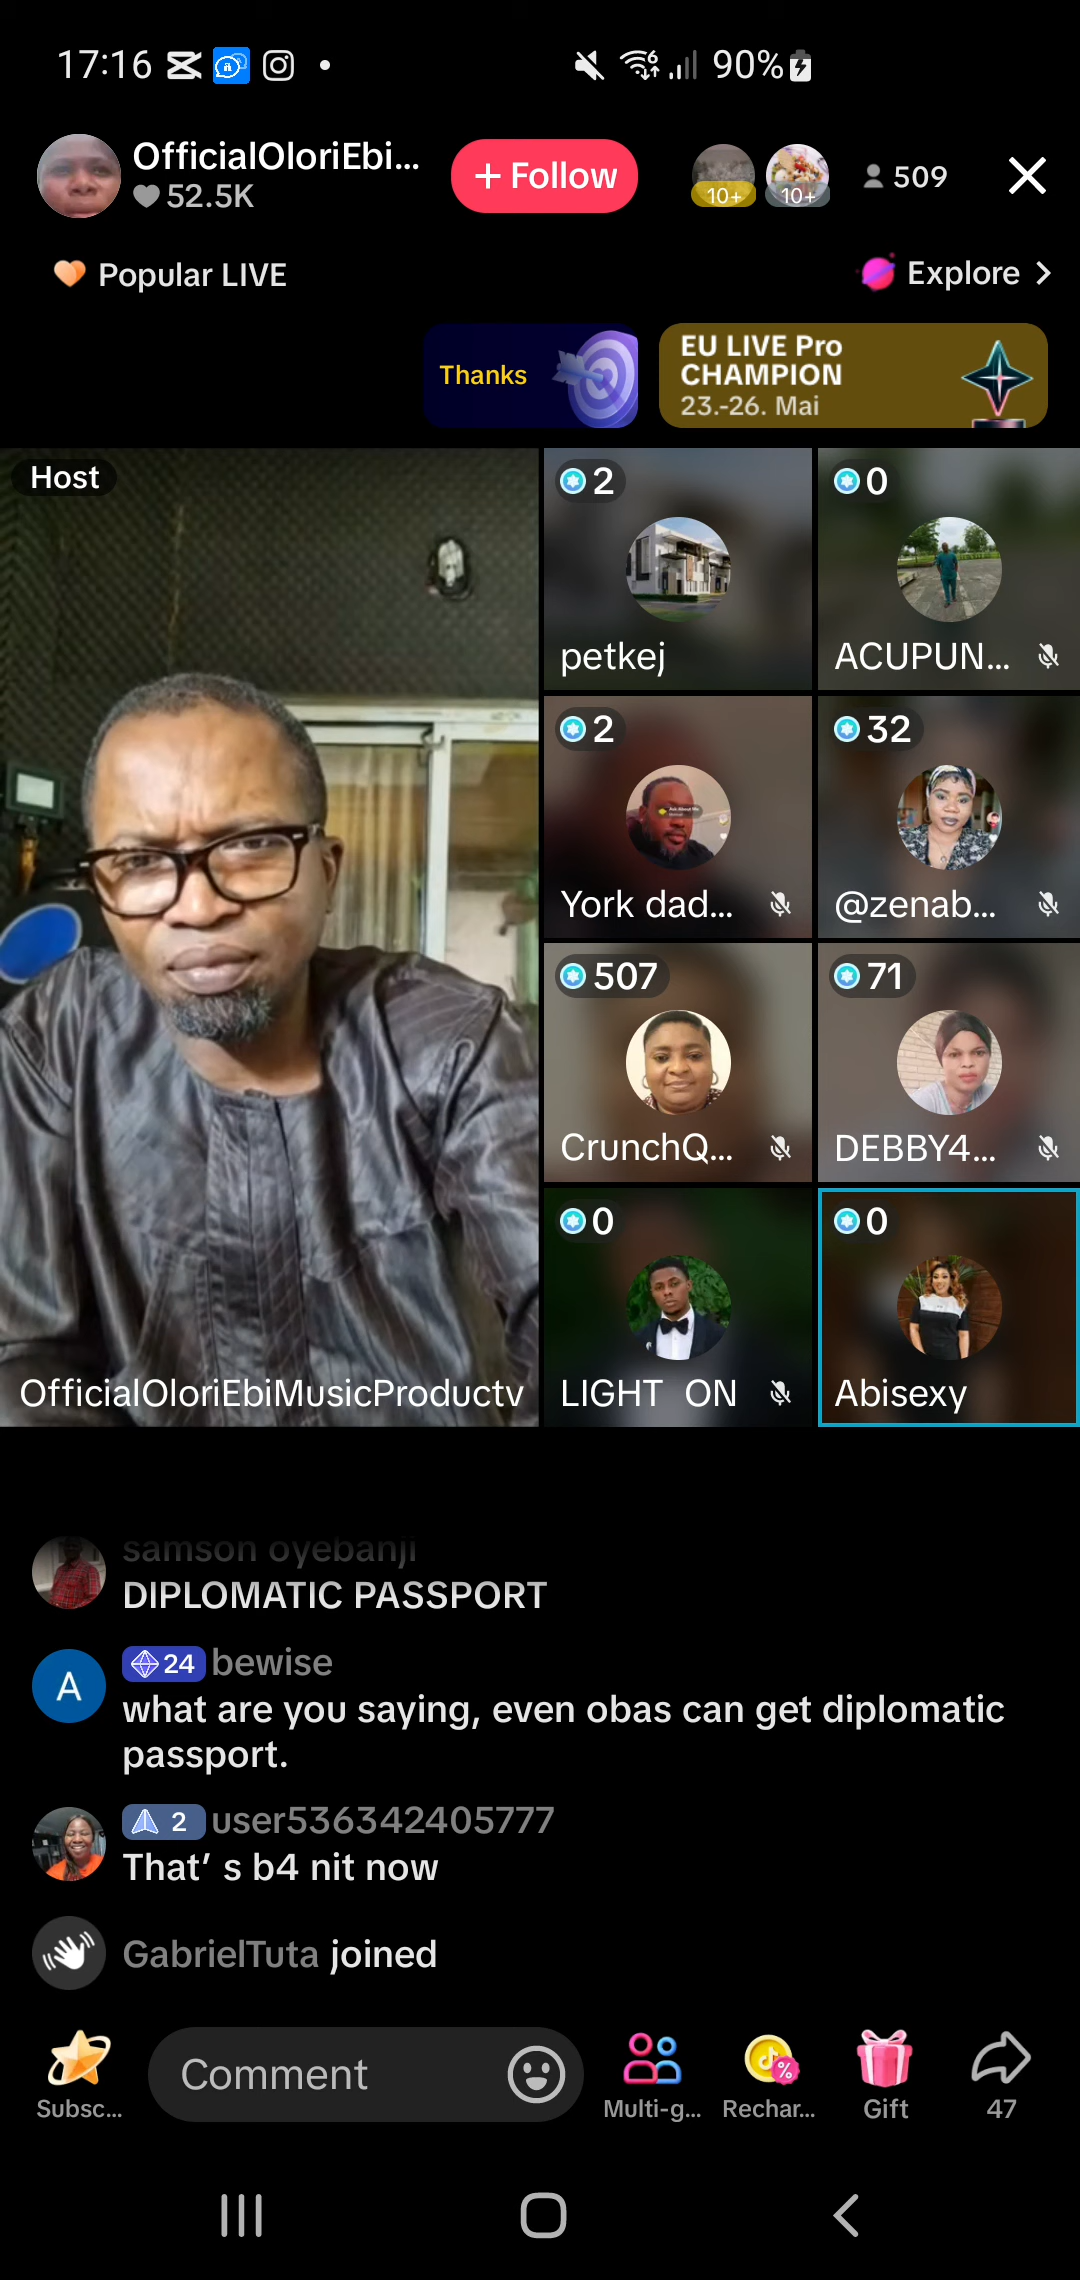 17:16
90%
OfficialOloriEbi...
52.5K
+ Follow
10+
10+
509
Popular LIVE
Explore
Thanks
EU LIVE Pro
CHAMPION
23.-26. Mai
Host
OfficialOloriEbiMusicProductv
2
petkej
0
ACUPUN...
2
York dad...
32
@zenab...
507
CrunchQ...
71
DEBBY4...
0
LIGHT ON
0
Abisexy
samson oyebanji
DIPLOMATIC PASSPORT
A
24 bewise
what are you saying, even obas can get diplomatic
passport.
2 user536342405777
That' s b4 nit now
GabrielTuta joined
Subsc...
Comment
Multi-g...
Rechar...
Gift
47